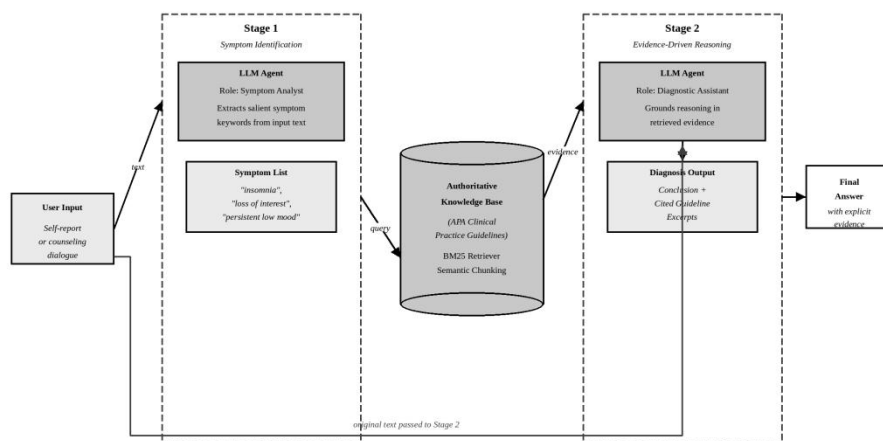 Stage 1
Symptom Identification
LLM Agent
Role: Symptom Analyst
Extracts salient symptom
keywords from input text
Symptom List
"insomnia",
"loss of interest",
"persistent low mood"
text
User Input
Self-report
or counseling
dialogue
query
Authoritative
Knowledge Base
(APA Clinical
Practice Guidelines)
BM25 Retriever
Semantic Chunking
evidence
Stage 2
Evidence-Driven Reasoning
LLM Agent
Role: Diagnostic Assistant
Grounds reasoning in
retrieved evidence
Diagnosis Output
Conclusion +
Cited Guideline
Excerpts
Final
Answer
with explicit
evidence
original text passed to Stage 2